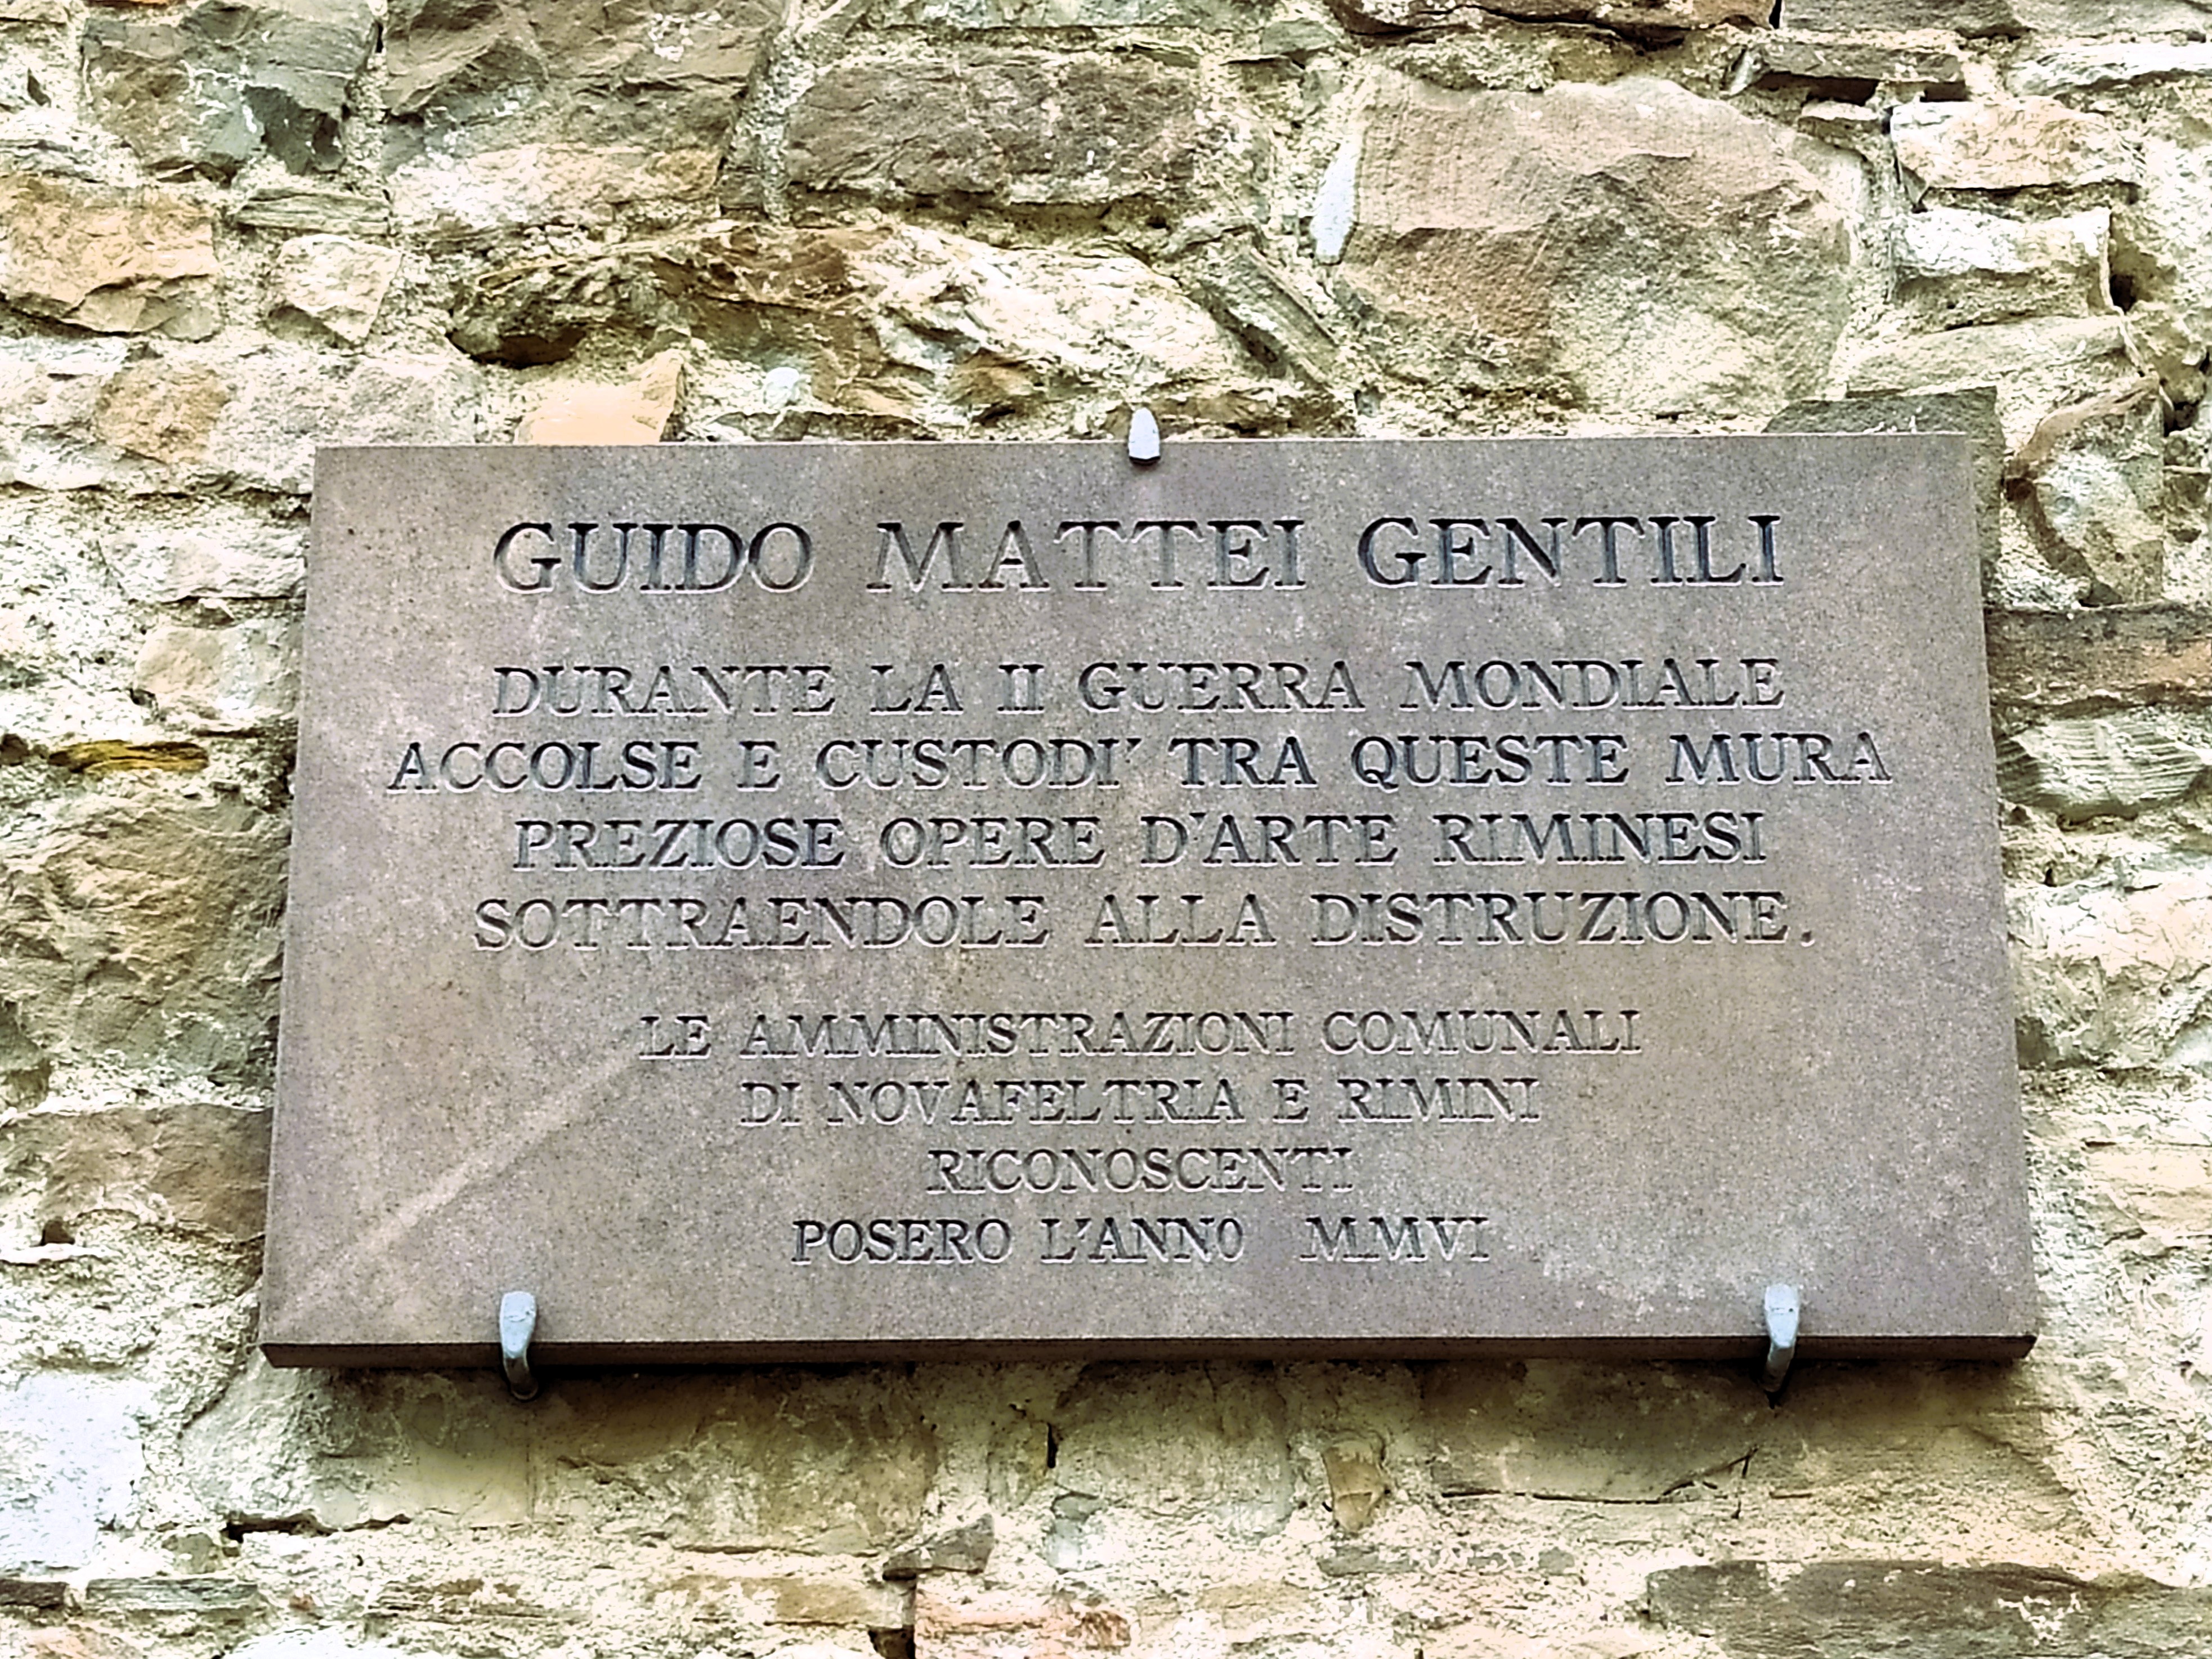 GUIDO MATTEI GENTILI
DURANTE LA II GUERRA MONDIALE
ACCOLSE E CUSTODI' TRA QUESTE MURA
PREZIOSE OPERE D'ARTE RIMINESI
SOTTRAENDOLE ALLA DISTRUZIONE.
LE AMMINISTRAZIONI COMUNALI
DI NOVAFELTRIA E RIMINI
RICONOSCENTI
POSERO L'ANNO MMVI